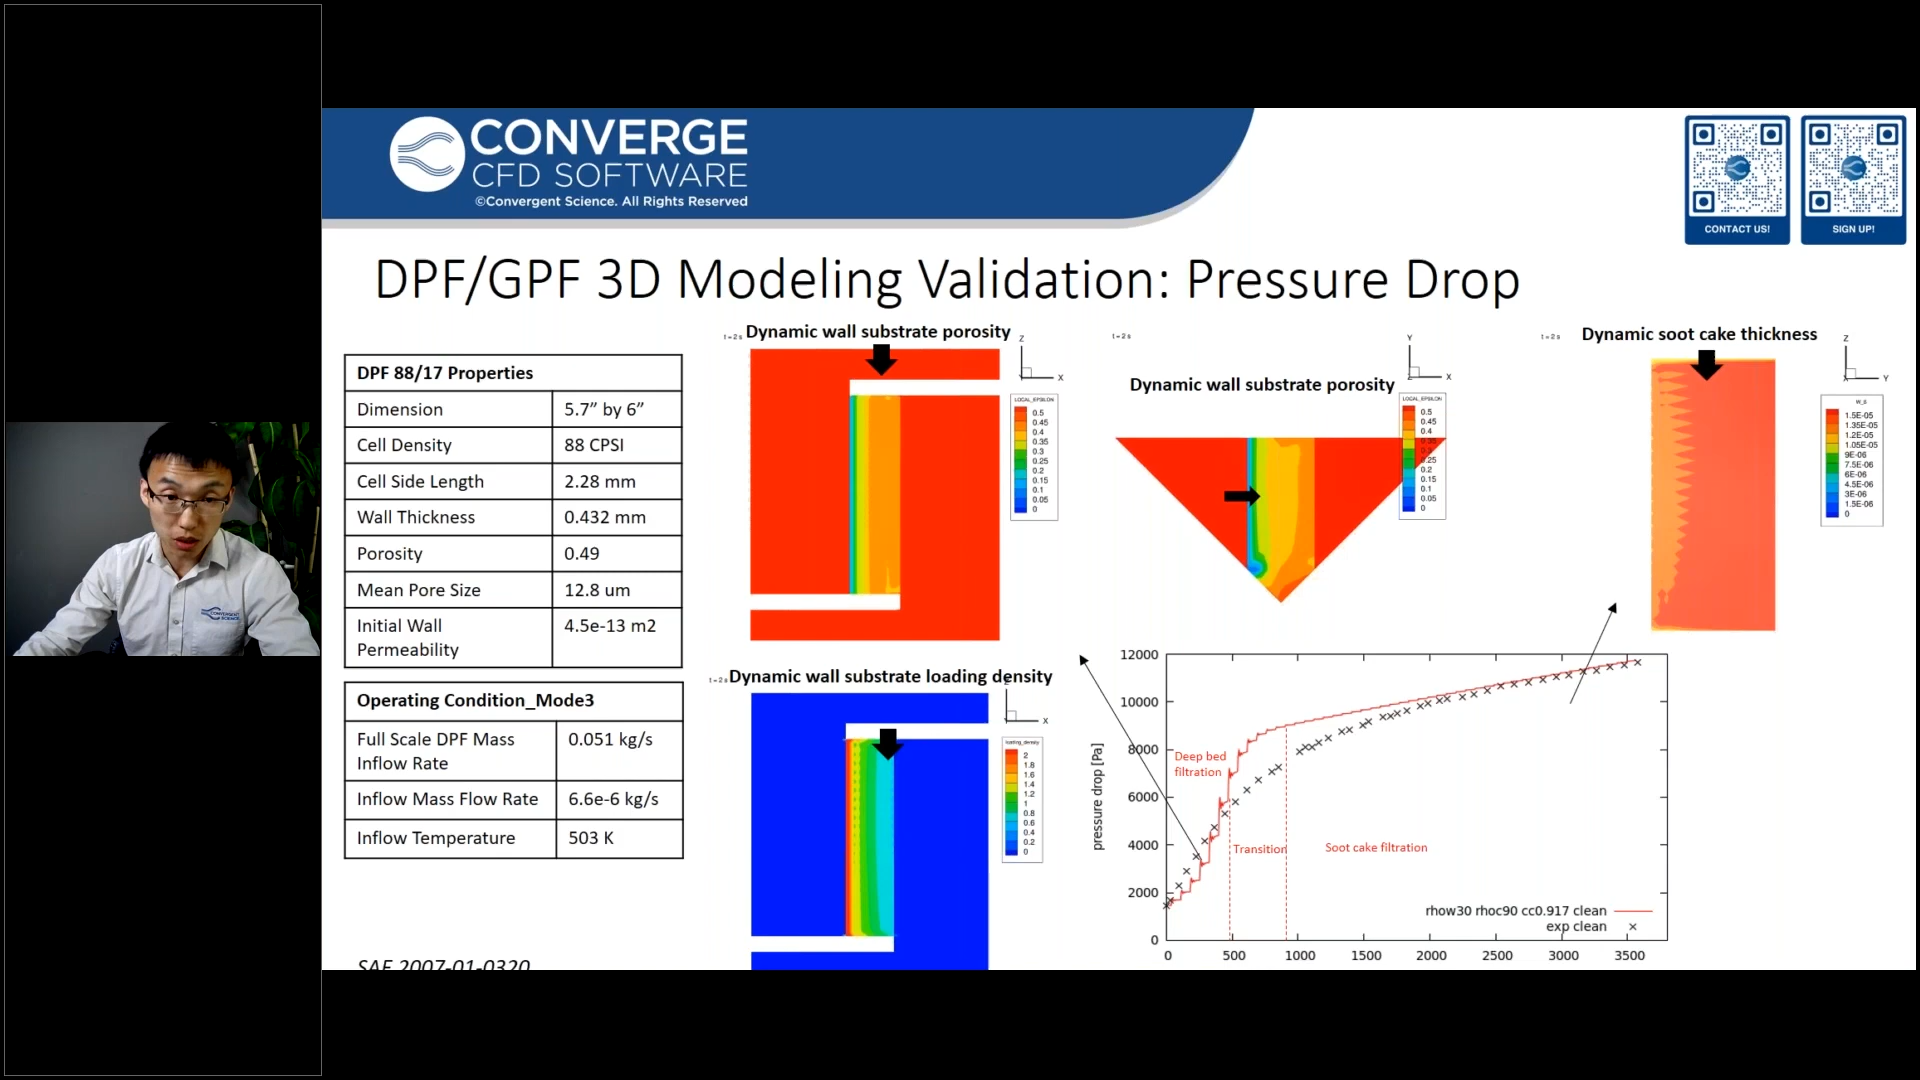 CONVERGE
CFD SOFTWARE
©Convergent Science. All Rights Reserved
CONTACT US!
SIGN UP!
DPF/GPF 3D Modeling Validation: Pressure Drop
DPF 88/17 Properties
Dimension 5.7” by 6”
Cell Density 88 CPSI
Cell Side Length 2.28 mm
Wall Thickness 0.432 mm
Porosity 0.49
Mean Pore Size 12.8 um
Initial Wall 4.5e-13 m2
Permeability
Operating Condition_Mode3
Full Scale DPF Mass 0.051 kg/s
Inflow Rate
Inflow Mass Flow Rate 6.6e-6 kg/s
Inflow Temperature 503 K
SAE 2007-01-0320
t = 2 s
Dynamic wall substrate porosity
Z
X
LOCAL_EPSILON
0.5
0.45
0.4
0.35
0.3
0.25
0.2
0.15
0.1
0.05
0
t = 2 s
Dynamic wall substrate loading density
Z
X
loading_density
2
1.8
1.6
1.4
1.2
1
0.8
0.6
0.4
0.2
0
t = 2 s
Dynamic wall substrate porosity
Y
Z
X
LOCAL_EPSILON
0.5
0.45
0.4
0.35
0.3
0.25
0.2
0.15
0.1
0.05
0
t = 2 s
Dynamic soot cake thickness
Z
X
Y
1.5E-05
1.35E-05
1.2E-05
1.05E-05
9E-06
7.5E-06
6E-06
4.5E-06
3E-06
1.5E-06
0
pressure drop [Pa]
12000
10000
8000
6000
4000
2000
0
Deep bed
filtration
Transition
Soot cake filtration
rhow30 rhoc90 cc0.917 clean
exp clean
0 500 1000 1500 2000 2500 3000 3500